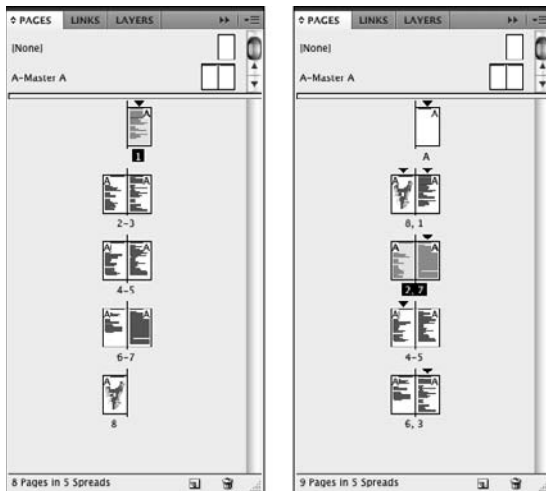 PAGES LINKS LAYERS
[None]
A-Master A
A
1
A A
2-3
A A
4-5
A A
6-7
A
8
8 Pages in 5 Spreads
PAGES LINKS LAYERS
[None]
A-Master A
A
A
A A
8, 1
A A
2, 7
A A
4-5
A A
6, 3
9 Pages in 5 Spreads